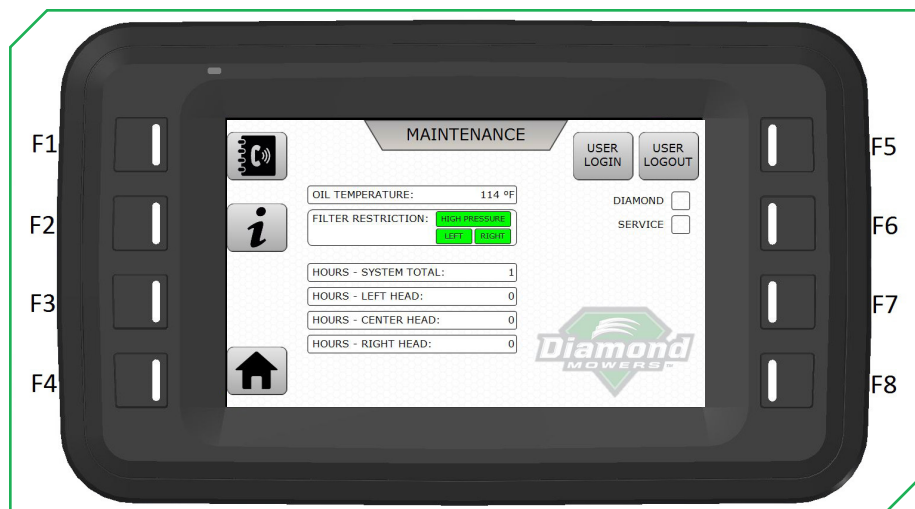 MAINTENANCE
USER LOGIN
USER LOGOUT
F1
F5
OIL TEMPERATURE: 114 ºF
DIAMOND
FILTER RESTRICTION: HIGH PRESSURE
LEFT RIGHT
SERVICE
F2
F6
HOURS - SYSTEM TOTAL: 1
HOURS - LEFT HEAD: 0
F3
F7
HOURS - CENTER HEAD: 0
HOURS - RIGHT HEAD: 0
Diamond
MOWERS
F4
F8